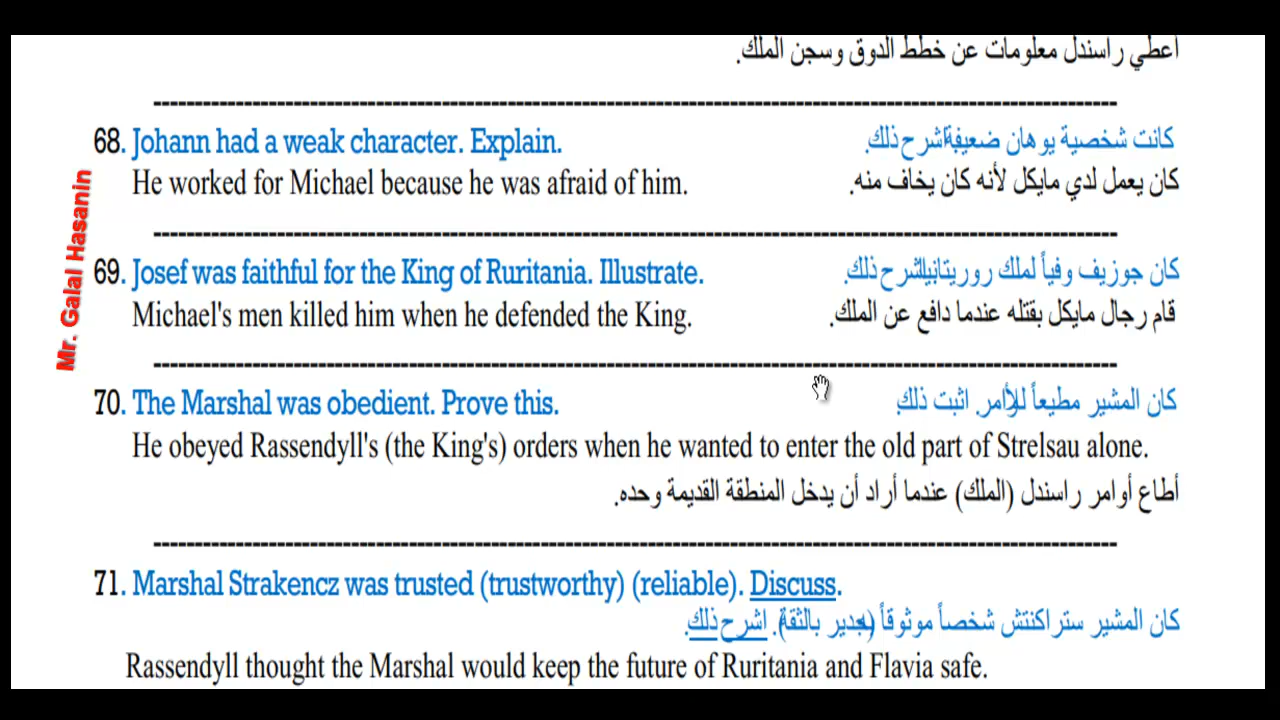 أعطي راسندل معلومات عن خطط الدوق وسجن الملك.
68. Johann had a weak character. Explain. كانت شخصية يوهان ضعيفة. اشرح ذلك.
He worked for Michael because he was afraid of him. كان يعمل لدي مايكل لأنه كان يخاف منه.
69. Josef was faithful for the King of Ruritania. Illustrate. كان جوزيف وفياً لملك روريتانيا. اشرح ذلك.
Michael's men killed him when he defended the King. قام رجال مايكل بقتله عندما دافع عن الملك.
Mr. Galal Hasanin
70. The Marshal was obedient. Prove this. كان المشير مطيعاً للأوامر. اثبت ذلك.
He obeyed Rassendyll's (the King's) orders when he wanted to enter the old part of Strelsau alone.
أطاع أوامر راسندل (الملك) عندما أراد أن يدخل المنطقة القديمة وحده.
71. Marshal Strakencz was trusted (trustworthy) (reliable). Discuss.
كان المشير ستراكنتش شخصاً موثوقاً (جدير بالثقة). اشرح ذلك.
Rassendyll thought the Marshal would keep the future of Ruritania and Flavia safe.